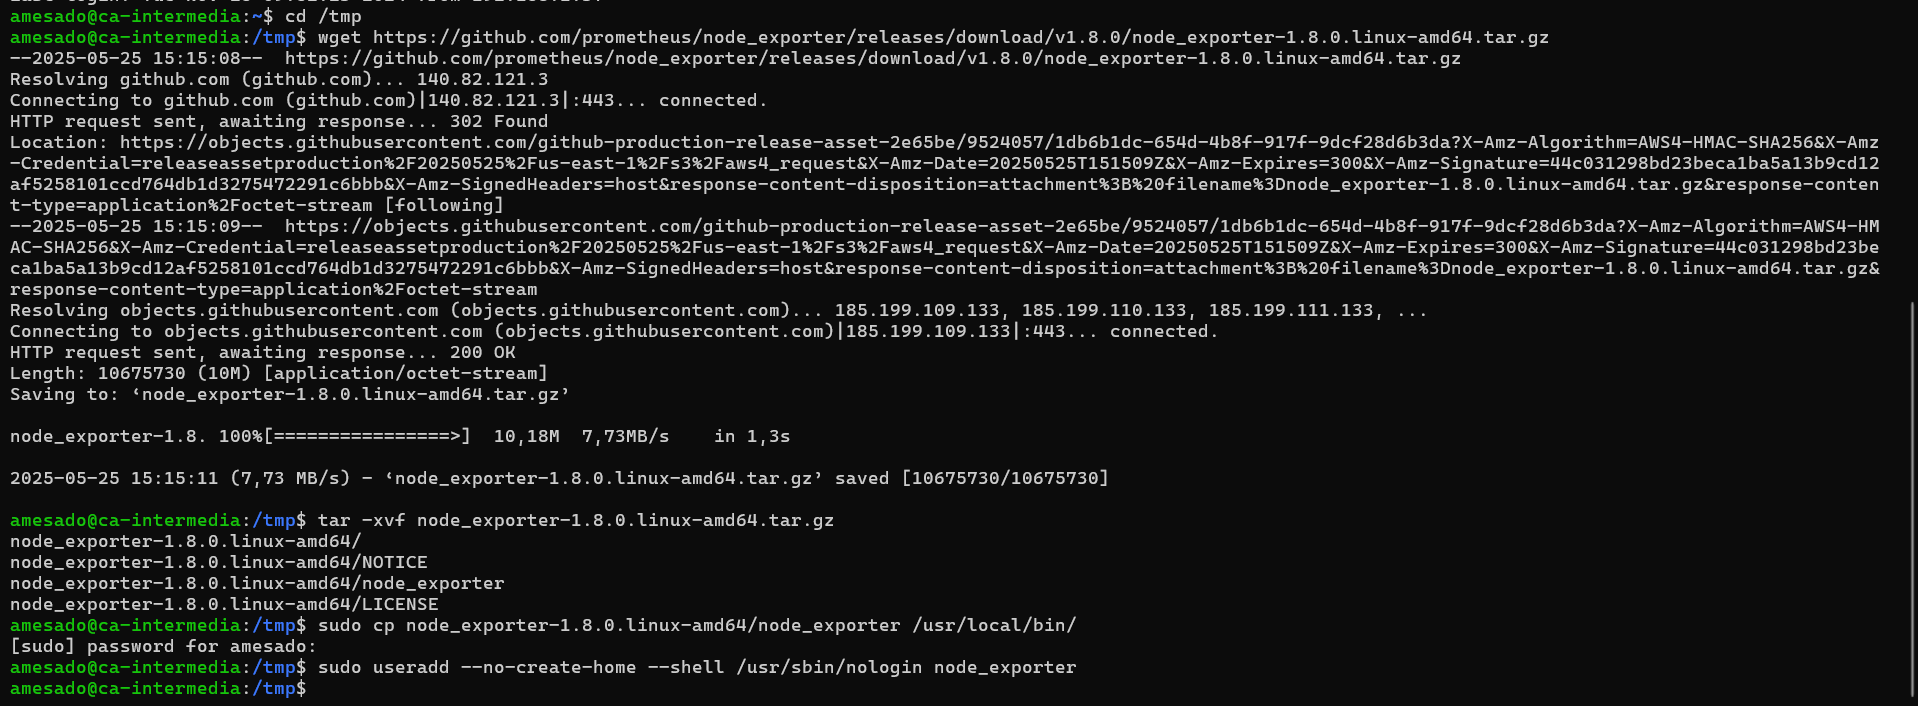 amesado@ca-intermedia:~$ cd /tmp
amesado@ca-intermedia:/tmp$ wget https://github.com/prometheus/node_exporter/releases/download/v1.8.0/node_exporter-1.8.0.linux-amd64.tar.gz
--2025-05-25 15:15:08--  https://github.com/prometheus/node_exporter/releases/download/v1.8.0/node_exporter-1.8.0.linux-amd64.tar.gz
Resolving github.com (github.com)... 140.82.121.3
Connecting to github.com (github.com)|140.82.121.3|:443... connected.
HTTP request sent, awaiting response... 302 Found
Location: https://objects.githubusercontent.com/github-production-release-asset-2e65be/9524057/1db6b1dc-654d-4b8f-917f-9dcf28d6b3da?X-Amz-Algorithm=AWS4-HMAC-SHA256&X-Amz
-Credential=releaseassetproduction%2F20250525%2Fus-east-1%2Fs3%2Faws4_request&X-Amz-Date=20250525T151509Z&X-Amz-Expires=300&X-Amz-Signature=44c031298bd23beca1ba5a13b9cd12
af5258101ccd764db1d3275472291c6bbb&X-Amz-SignedHeaders=host&response-content-disposition=attachment%3B%20filename%3Dnode_exporter-1.8.0.linux-amd64.tar.gz&response-conten
t-type=application%2Foctet-stream [following]
--2025-05-25 15:15:09--  https://objects.githubusercontent.com/github-production-release-asset-2e65be/9524057/1db6b1dc-654d-4b8f-917f-9dcf28d6b3da?X-Amz-Algorithm=AWS4-HM
AC-SHA256&X-Amz-Credential=releaseassetproduction%2F20250525%2Fus-east-1%2Fs3%2Faws4_request&X-Amz-Date=20250525T151509Z&X-Amz-Expires=300&X-Amz-Signature=44c031298bd23be
ca1ba5a13b9cd12af5258101ccd764db1d3275472291c6bbb&X-Amz-SignedHeaders=host&response-content-disposition=attachment%3B%20filename%3Dnode_exporter-1.8.0.linux-amd64.tar.gz&
response-content-type=application%2Foctet-stream
Resolving objects.githubusercontent.com (objects.githubusercontent.com)... 185.199.109.133, 185.199.110.133, 185.199.111.133, ...
Connecting to objects.githubusercontent.com (objects.githubusercontent.com)|185.199.109.133|:443... connected.
HTTP request sent, awaiting response... 200 OK
Length: 10675730 (10M) [application/octet-stream]
Saving to: ‘node_exporter-1.8.0.linux-amd64.tar.gz’
node_exporter-1.8. 100%[================>]  10,18M  7,73MB/s    in 1,3s
2025-05-25 15:15:11 (7,73 MB/s) - ‘node_exporter-1.8.0.linux-amd64.tar.gz’ saved [10675730/10675730]
amesado@ca-intermedia:/tmp$ tar -xvf node_exporter-1.8.0.linux-amd64.tar.gz
node_exporter-1.8.0.linux-amd64/
node_exporter-1.8.0.linux-amd64/NOTICE
node_exporter-1.8.0.linux-amd64/node_exporter
node_exporter-1.8.0.linux-amd64/LICENSE
amesado@ca-intermedia:/tmp$ sudo cp node_exporter-1.8.0.linux-amd64/node_exporter /usr/local/bin/
[sudo] password for amesado:
amesado@ca-intermedia:/tmp$ sudo useradd --no-create-home --shell /usr/sbin/nologin node_exporter
amesado@ca-intermedia:/tmp$